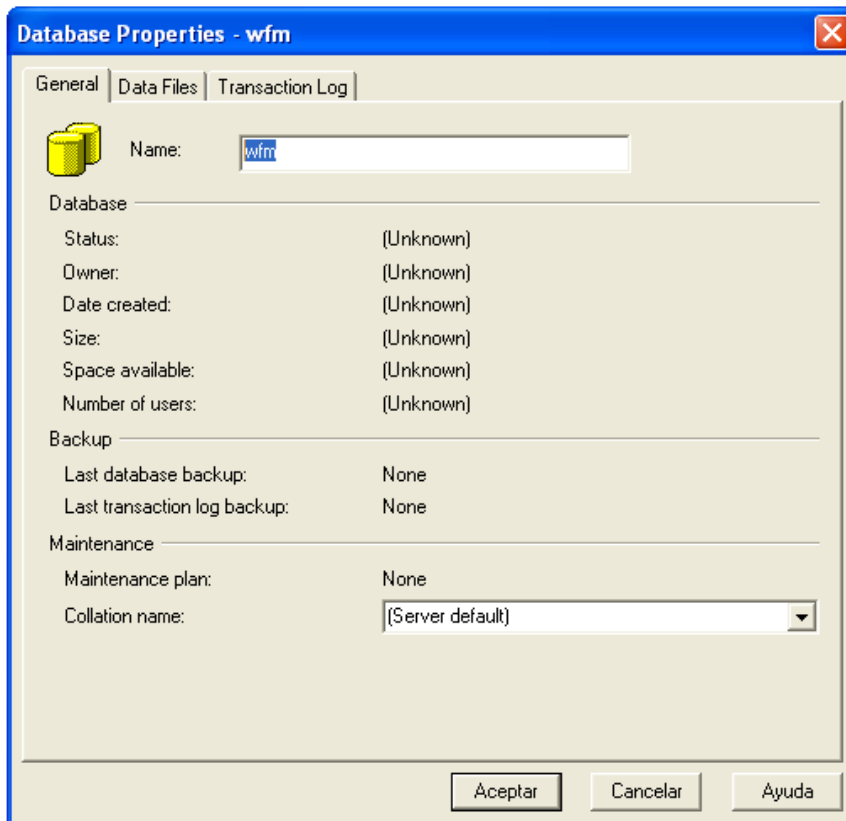 Database Properties - wfm
General Data Files Transaction Log
Name: wfm
Database
Status: (Unknown)
Owner: (Unknown)
Date created: (Unknown)
Size: (Unknown)
Space available: (Unknown)
Number of users: (Unknown)
Backup
Last database backup: None
Last transaction log backup: None
Maintenance
Maintenance plan: None
Collation name: (Server default)
Aceptar Cancelar Ayuda